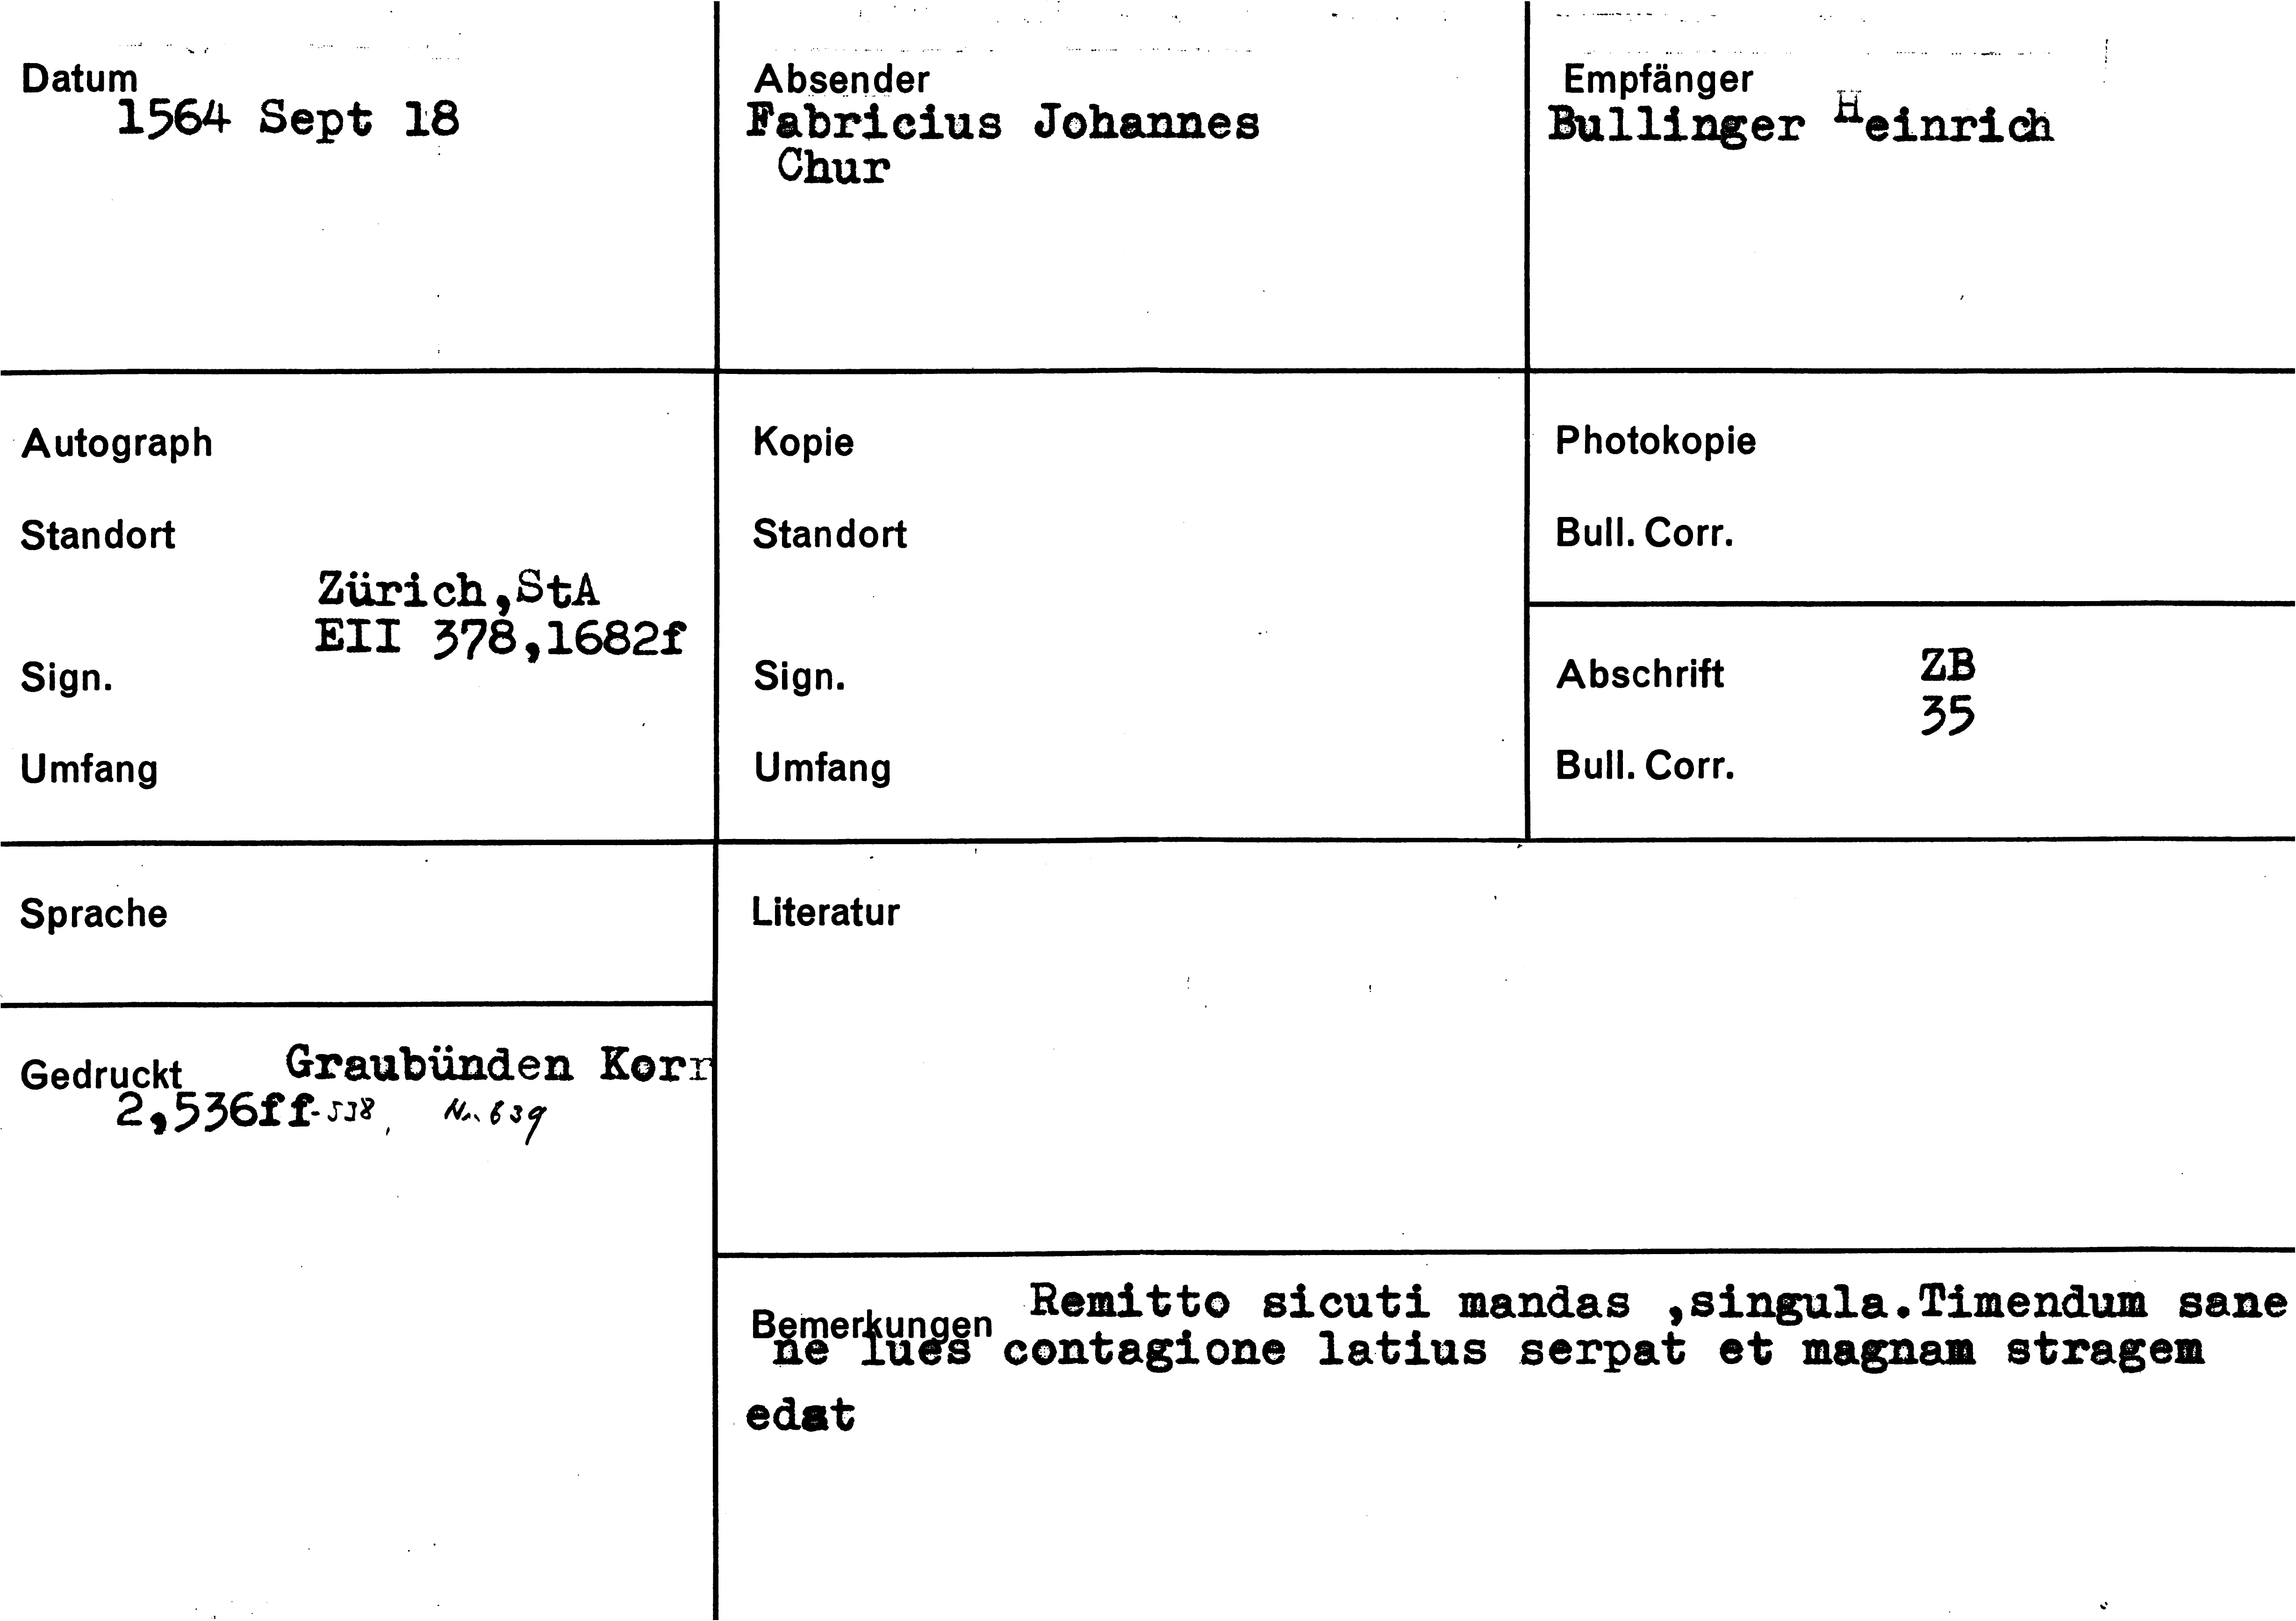 Datum
1564 Sept 18
Absender
Fabricius Johannes
Chur
Empfänger
Bullinger Heinrich
Autograph
Standort
Zürich,StA
EII 378,1682f
Sign.
Umfang
Kopie
Standort
Sign.
Umfang
Photokopie
Bull. Corr.
Abschrift ZB
35
Bull. Corr.
Sprache
Literatur
Gedruckt Graubünden Korr
2,536ff-538, No. 639
Bemerkungen Remitto sicuti mandas ,singula.Timendum sane
ne lues contagione latius serpat et magnam stragem
edat